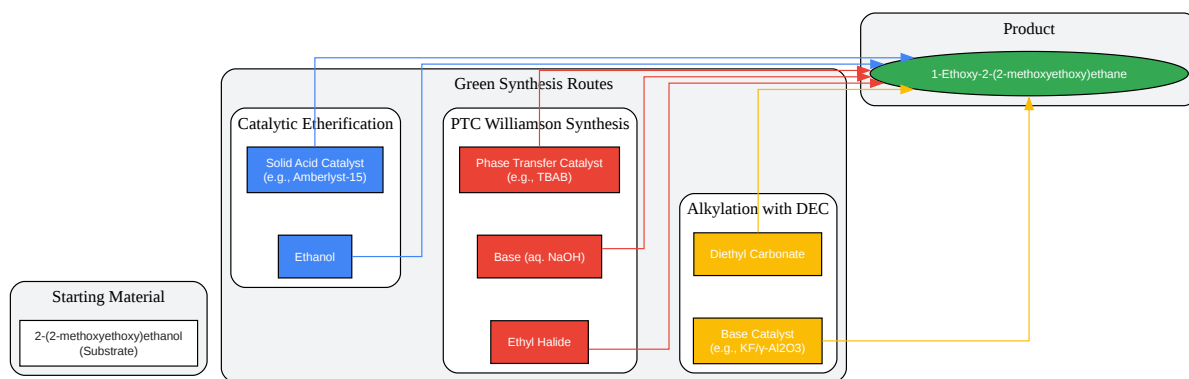 Product
1-Ethoxy-2-(2-methoxyethoxy)ethane
Green Synthesis Routes
Catalytic Etherification
Solid Acid Catalyst
(e.g., Amberlyst-15)
Ethanol
PTC Williamson Synthesis
Phase Transfer Catalyst
(e.g., TBAB)
Base (aq. NaOH)
Ethyl Halide
Alkylation with DEC
Diethyl Carbonate
Base Catalyst
(e.g., KF/γ-Al2O3)
Starting Material
2-(2-methoxyethoxy)ethanol
(Substrate)